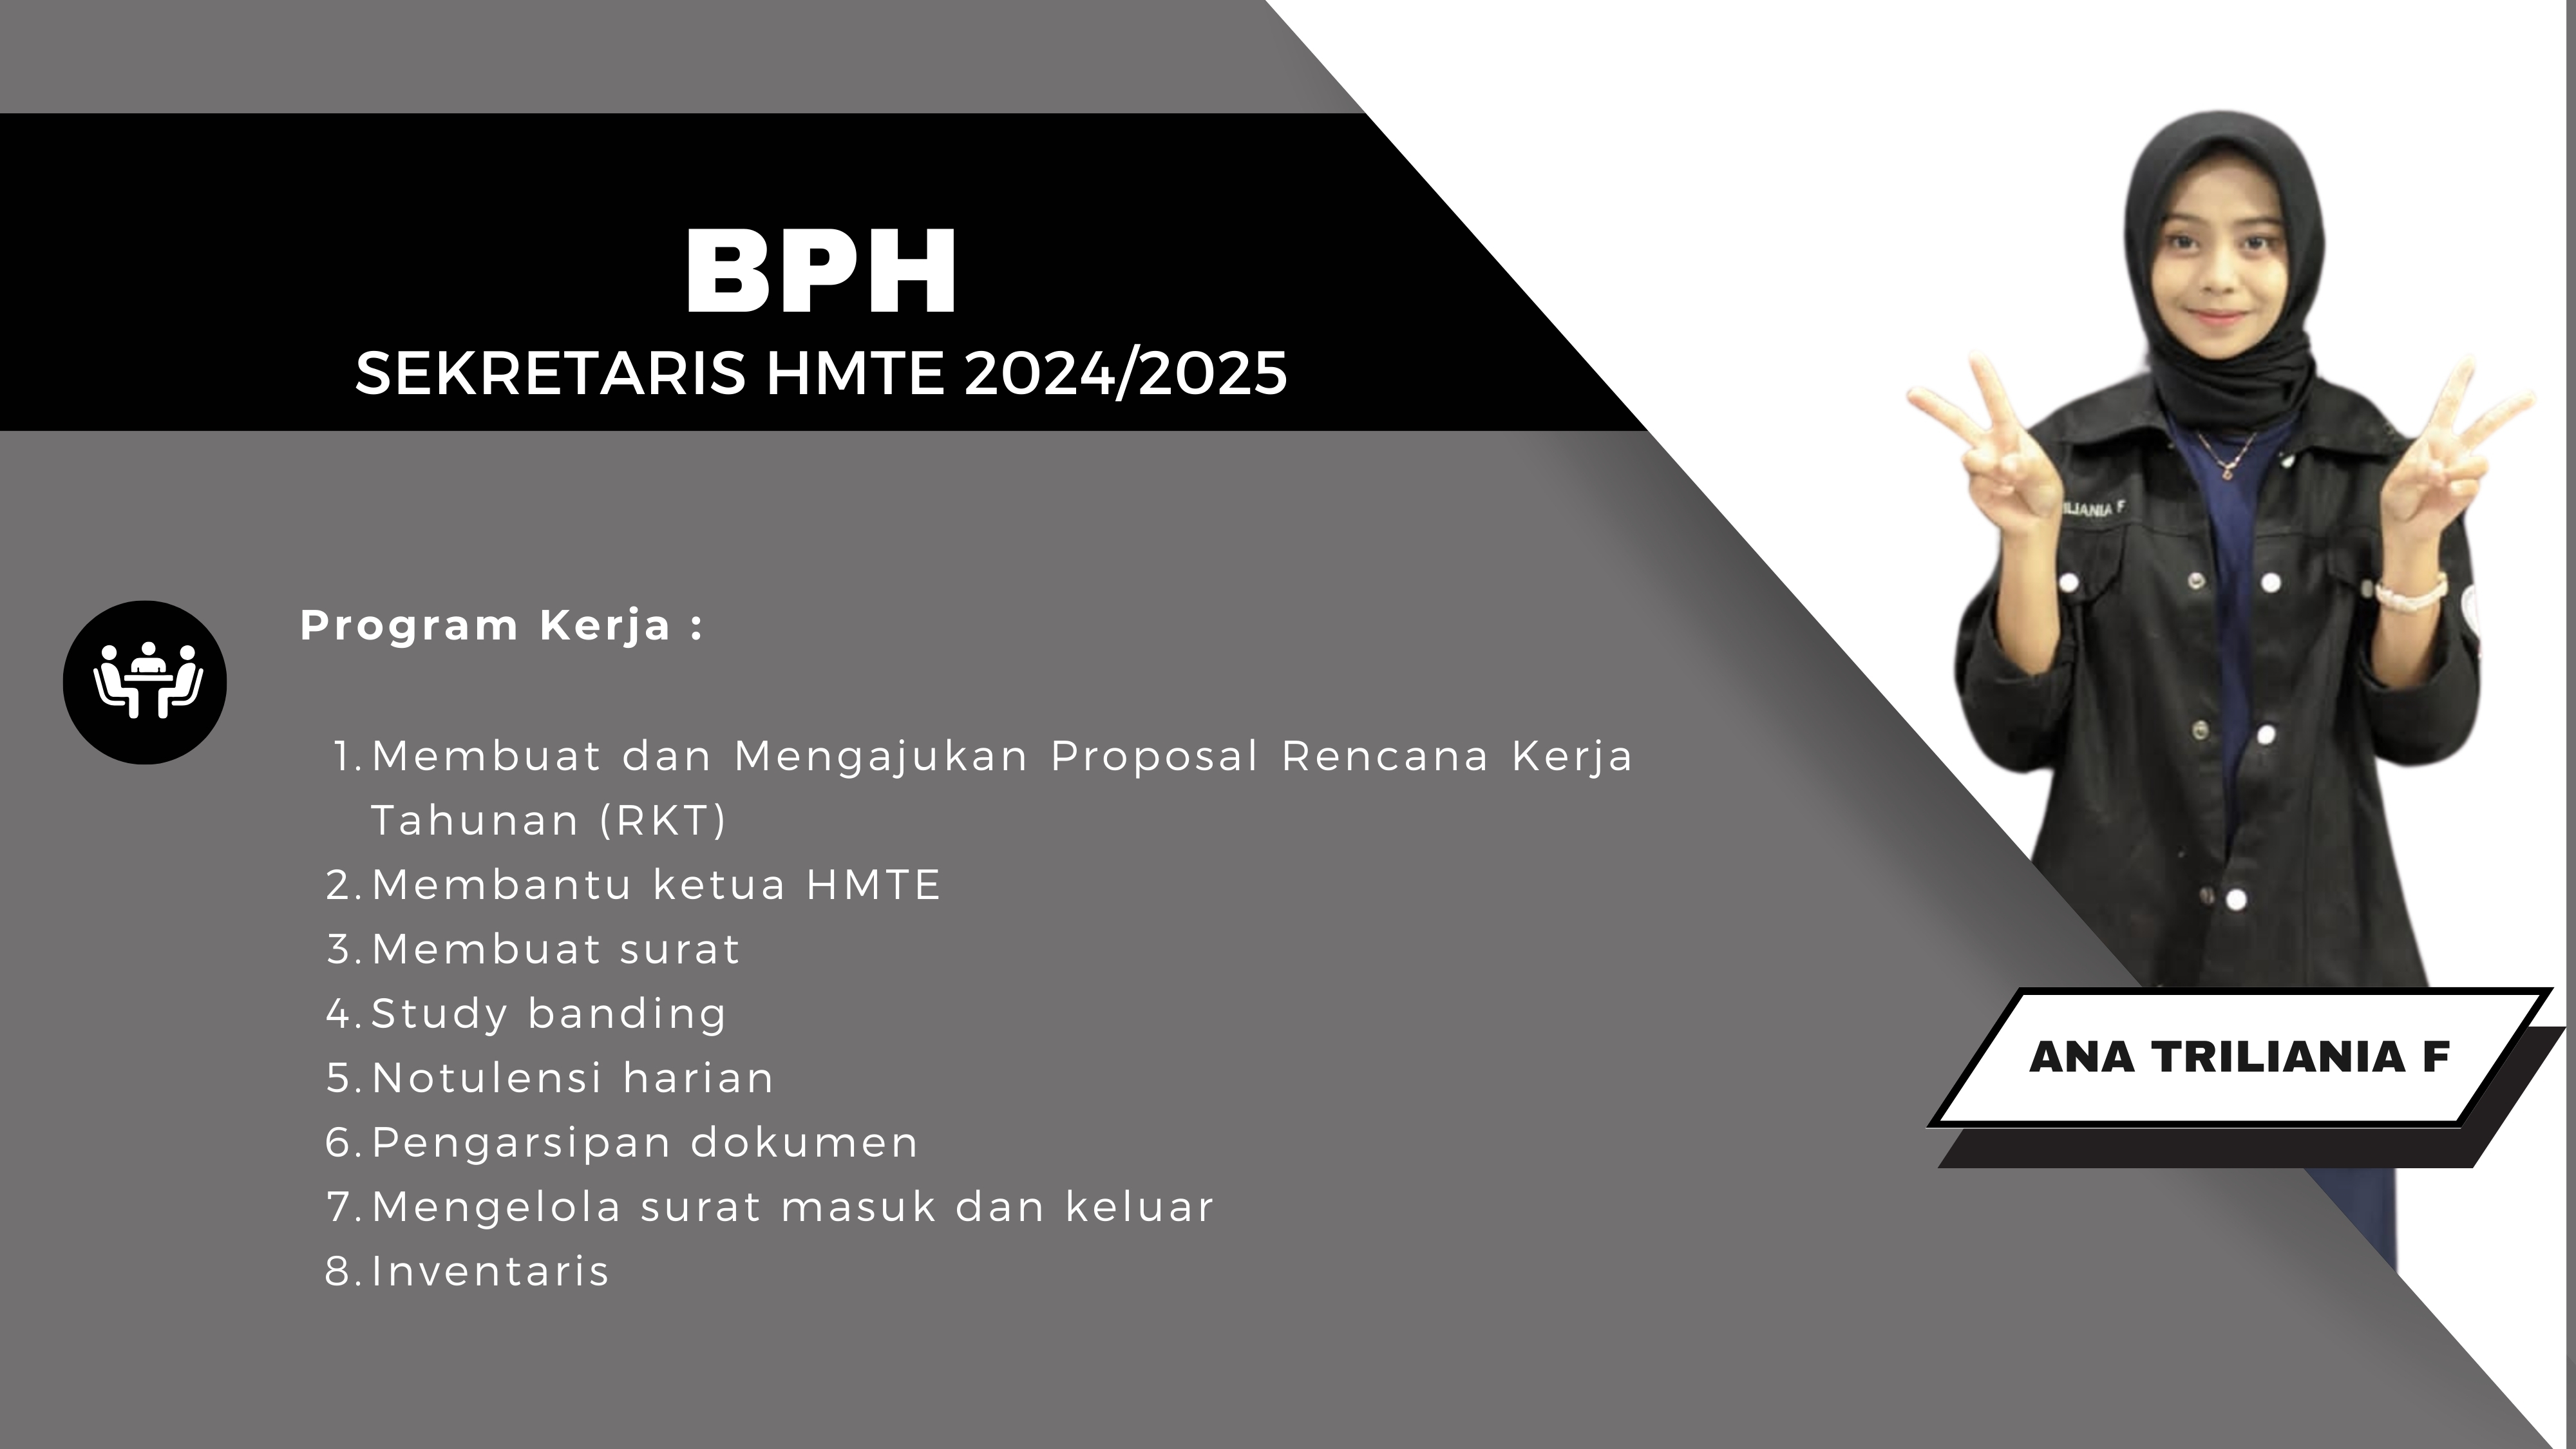 BPH
SEKRETARIS HMTE 2024/2025
Program Kerja :
1. Membuat dan Mengajukan Proposal Rencana Kerja
Tahunan (RKT)
2. Membantu ketua HMTE
3. Membuat surat
4. Study banding
5. Notulensi harian
6. Pengarsipan dokumen
7. Mengelola surat masuk dan keluar
8. Inventaris
ILIANIA F
ANA TRILIANIA F